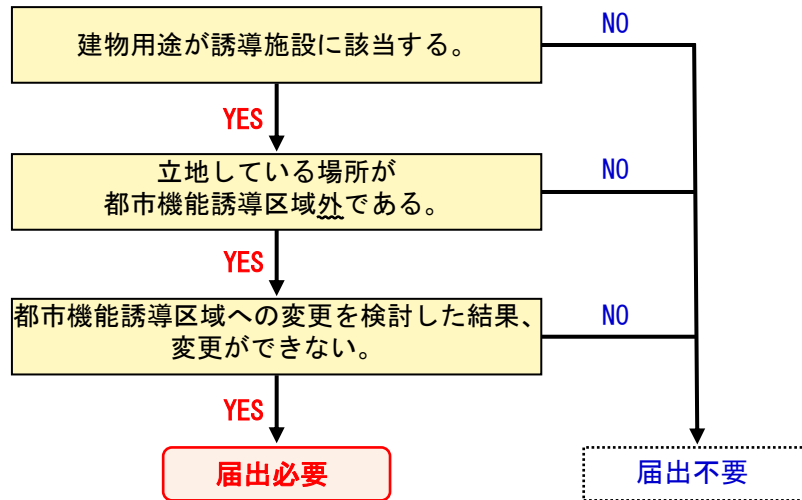 建物用途が誘導施設に該当する。
NO
YES
立地している場所が
都市機能誘導区域外である。
NO
YES
都市機能誘導区域への変更を検討した結果、
変更ができない。
NO
YES
届出必要
届出不要